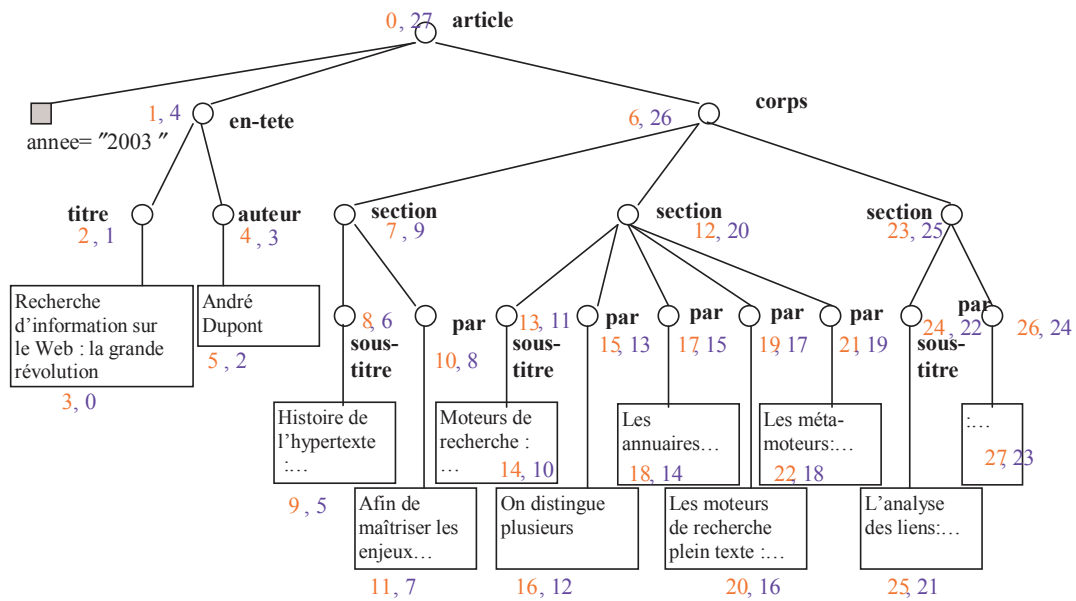 0, 27 article
annee= ″2003 ″
1, 4 en-tete
6, 26 corps
titre
2 , 1
auteur
4 , 3
section
7 , 9
section
12, 20
section
23, 25
Recherche
d’information sur
le Web : la grande
révolution
3, 0
André
Dupont
5 , 2
8, 6
sous-
titre
par
10, 8
13, 11
sous-
titre
par
15, 13
par
17, 15
par
19, 17
par
21, 19
24 , 22
sous-
titre
par
26, 24
Histoire de
l’hypertexte
:…
9 , 5
Moteurs de
recherche :
…
14, 10
Les
annuaires…
18, 14
Les méta-
moteurs:…
22, 18
:…
27, 23
Afin de
maîtriser les
enjeux…
11, 7
On distingue
plusieurs
16, 12
Les moteurs
de recherche
plein texte :…
20, 16
L’analyse
des liens:…
25, 21